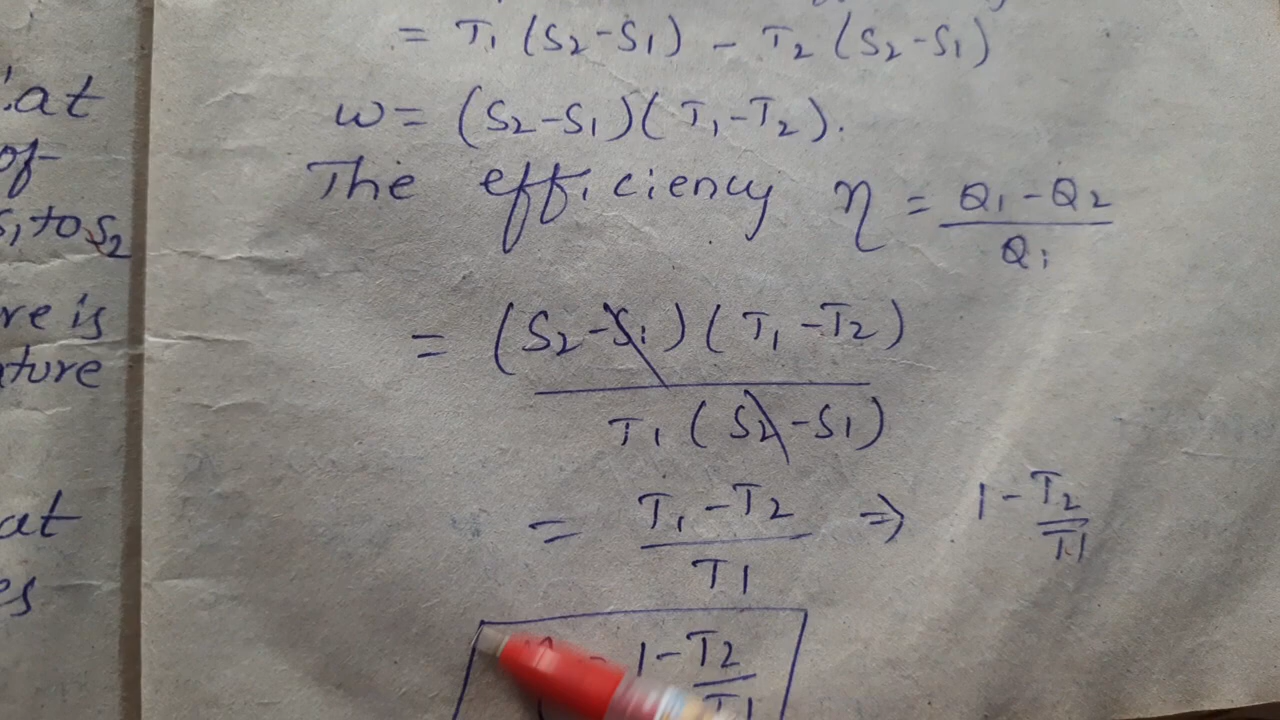 '.at
of
S₁ to S₂
re is
ture
at
es
= T₁ (S₂-S₁) - T₂ (S₂-S₁)
W = (S₂-S₁)(T₁-T₂).
The efficiency η = Q₁-Q₂ / Q₁
= (S₂-S₁)(T₁-T₂) / T₁(S₂-S₁)
= T₁-T₂ / T₁ ⇒ 1-T₂/T1
1-T₂/T1